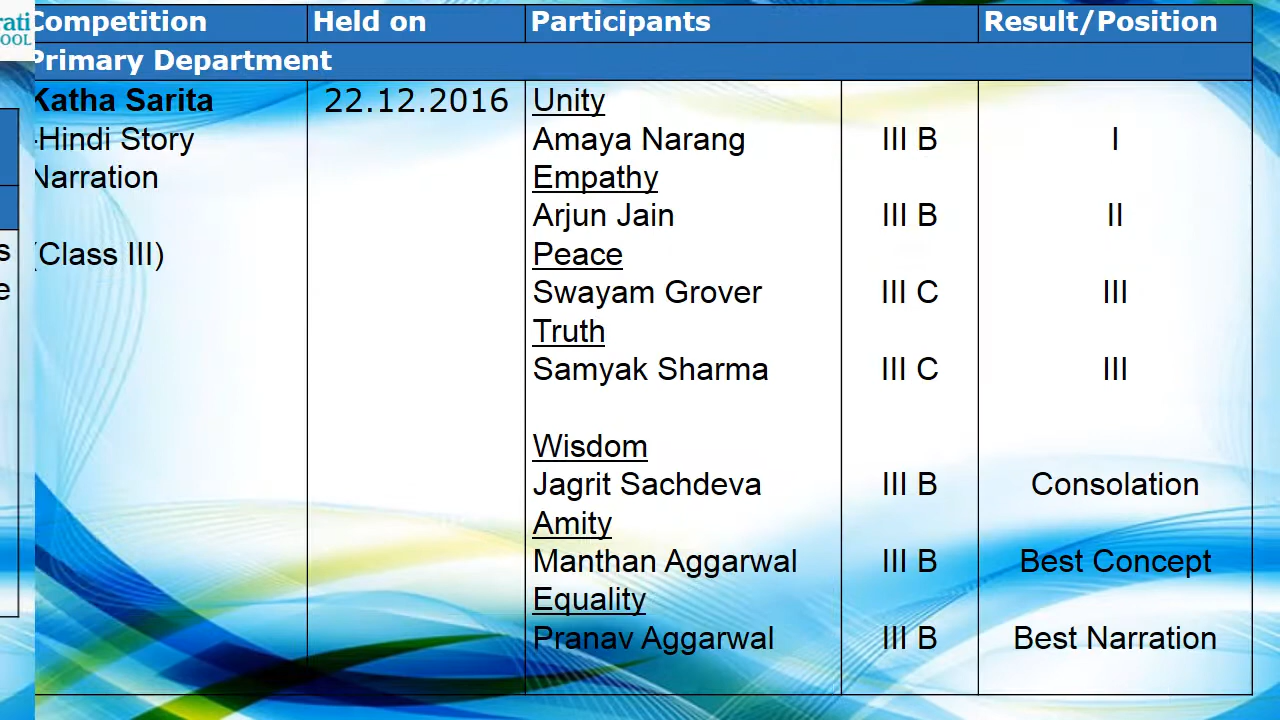 rati
OOL
s
e
Competition Held on Participants Result/Position
Primary Department
Katha Sarita 22.12.2016 Unity
-Hindi Story Amaya Narang III B I
Narration Empathy
Arjun Jain III B II
(Class III) Peace
Swayam Grover III C III
Truth
Samyak Sharma III C III
Wisdom
Jagrit Sachdeva III B Consolation
Amity
Manthan Aggarwal III B Best Concept
Equality
Pranav Aggarwal III B Best Narration